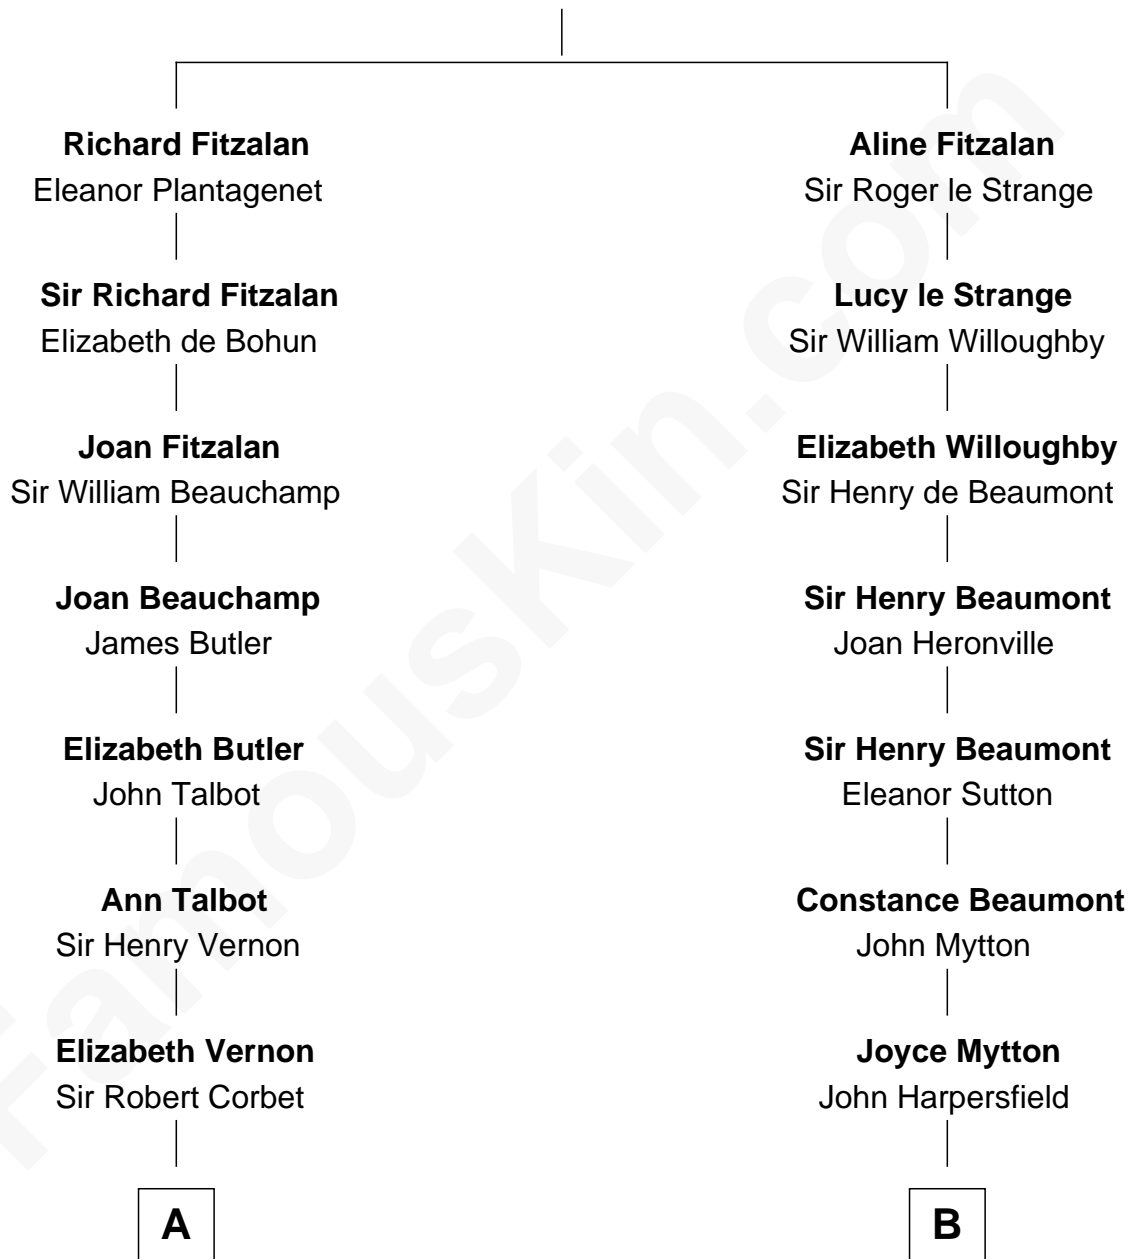 Richard Fitzalan
Eleanor Plantagenet
Sir Richard Fitzalan
Elizabeth de Bohun
Joan Fitzalan
Sir William Beauchamp
Joan Beauchamp
James Butler
Elizabeth Butler
John Talbot
Ann Talbot
Sir Henry Vernon
Elizabeth Vernon
Sir Robert Corbet
A
Aline Fitzalan
Sir Roger le Strange
Lucy le Strange
Sir William Willoughby
Elizabeth Willoughby
Sir Henry de Beaumont
Sir Henry Beaumont
Joan Heronville
Sir Henry Beaumont
Eleanor Sutton
Constance Beaumont
John Mytton
Joyce Mytton
John Harpersfield
B
FamousKin.com